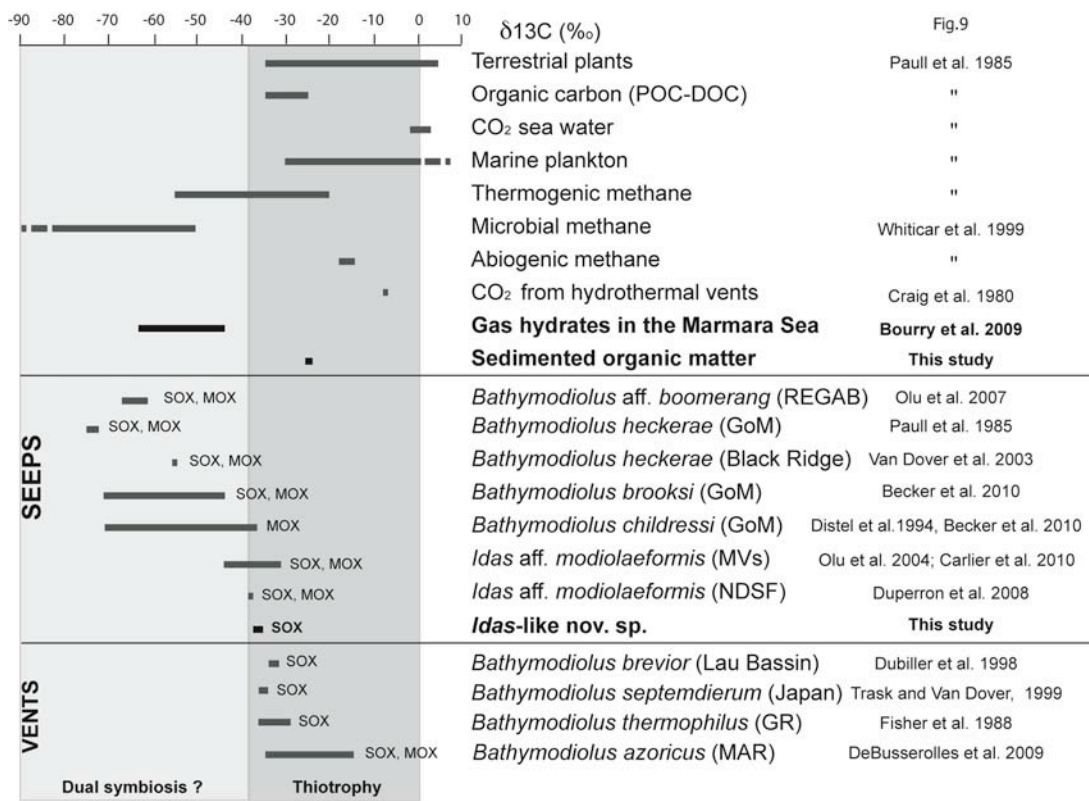 -90 -80 -70 -60 -50 -40 -30 -20 -10 0 10 δ13C (‰) Fig.9
Terrestrial plants Paull et al. 1985
Organic carbon (POC-DOC) "
CO₂ sea water "
Marine plankton "
Thermogenic methane "
Microbial methane Whiticar et al. 1999
Abiogenic methane "
CO₂ from hydrothermal vents Craig et al. 1980
Gas hydrates in the Marmara Sea Bourry et al. 2009
Sedimented organic matter This study
SEEPS
SOX, MOX Bathymodiolus aff. boomerang (REGAB) Olu et al. 2007
SOX, MOX Bathymodiolus heckerae (GoM) Paull et al. 1985
SOX, MOX Bathymodiolus heckerae (Black Ridge) Van Dover et al. 2003
SOX, MOX Bathymodiolus brooksi (GoM) Becker et al. 2010
MOX Bathymodiolus childressi (GoM) Distel et al.1994, Becker et al. 2010
SOX, MOX Idas aff. modiolaeformis (MVs) Olu et al. 2004; Carlier et al. 2010
SOX, MOX Idas aff. modiolaeformis (NDSF) Duperron et al. 2008
SOX Idas-like nov. sp. This study
VENTS
SOX Bathymodiolus brevior (Lau Bassin) Dubiller et al. 1998
SOX Bathymodiolus septemdierum (Japan) Trask and Van Dover, 1999
SOX Bathymodiolus thermophilus (GR) Fisher et al. 1988
SOX, MOX Bathymodiolus azoricus (MAR) DeBusserolles et al. 2009
Dual symbiosis ? Thiotrophy